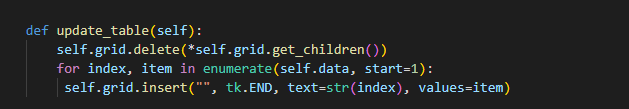 def update_table(self):
    self.grid.delete(*self.grid.get_children())
    for index, item in enumerate(self.data, start=1):
     self.grid.insert("", tk.END, text=str(index), values=item)